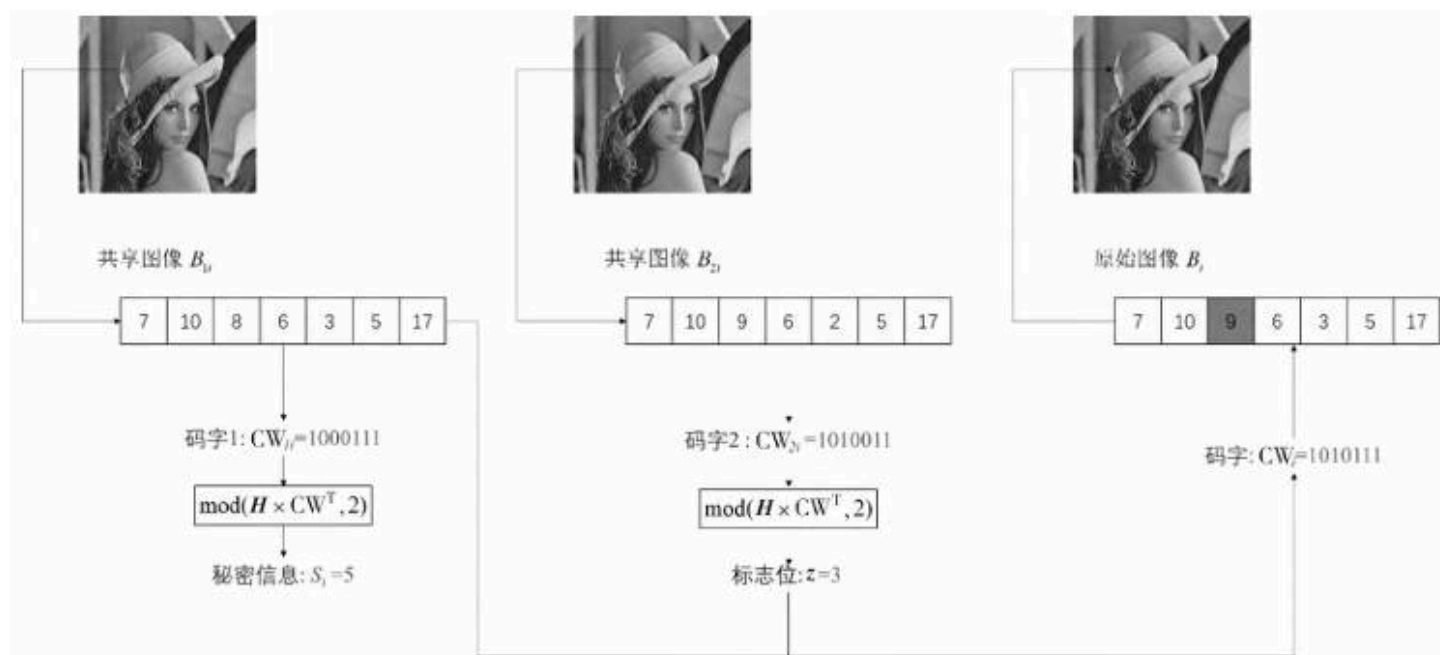 共享图像 B₁ᵢ
共享图像 B₂ᵢ
原始图像 Bᵢ
7 10 8 6 3 5 17
7 10 9 6 2 5 17
7 10 9 6 3 5 17
码字1: CW₁ᵢ=1000111
码字2 : CW₂ᵢ=1010011
码字: CWᵢ=1010111
mod(H × CWᵀ, 2)
mod(H × CWᵀ, 2)
秘密信息: Sᵢ =5
标志位: z=3